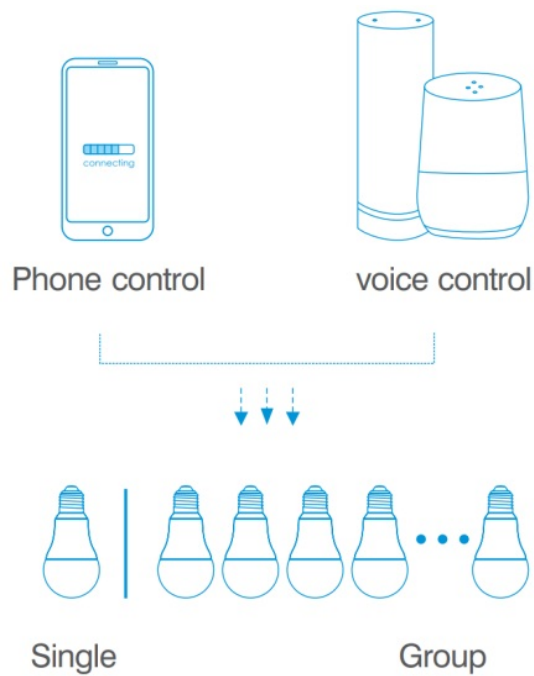 connecting
Phone control
voice control
Single
Group